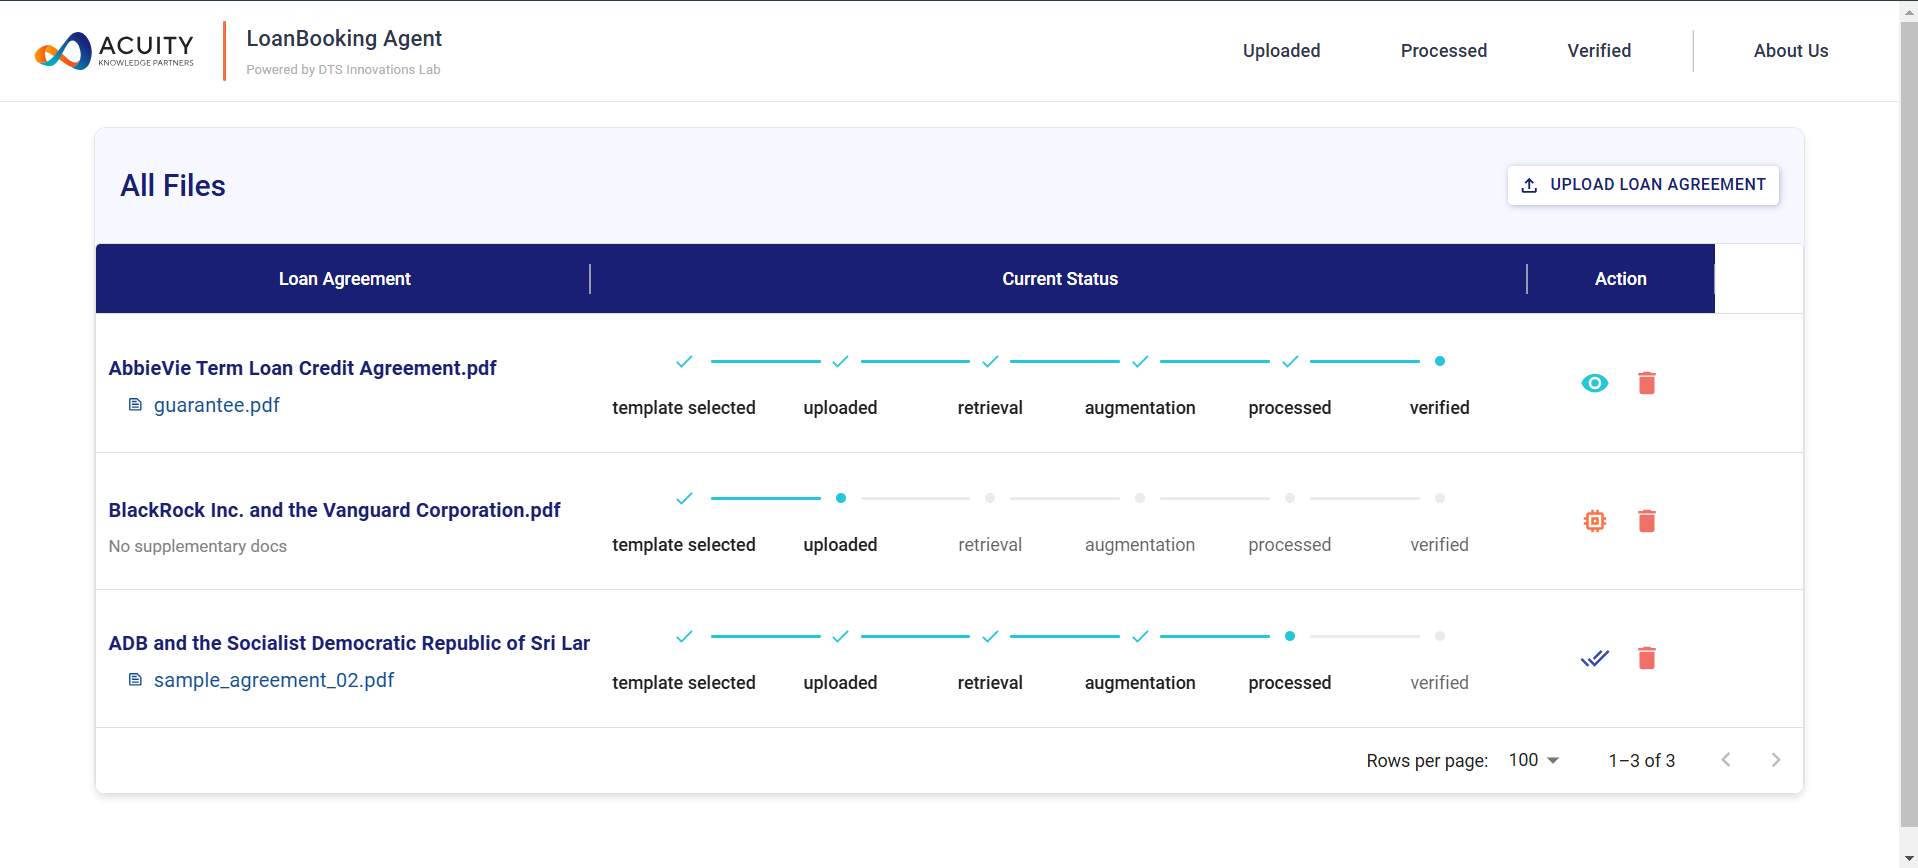 ACUITY
KNOWLEDGE PARTNERS
LoanBooking Agent
Powered by DTS Innovations Lab
Uploaded
Processed
Verified
About Us
All Files
UPLOAD LOAN AGREEMENT
Loan Agreement
Current Status
Action
AbbieVie Term Loan Credit Agreement.pdf
guarantee.pdf
template selected
uploaded
retrieval
augmentation
processed
verified
BlackRock Inc. and the Vanguard Corporation.pdf
No supplementary docs
template selected
uploaded
retrieval
augmentation
processed
verified
ADB and the Socialist Democratic Republic of Sri Lar
sample_agreement_02.pdf
template selected
uploaded
retrieval
augmentation
processed
verified
Rows per page: 100
1–3 of 3